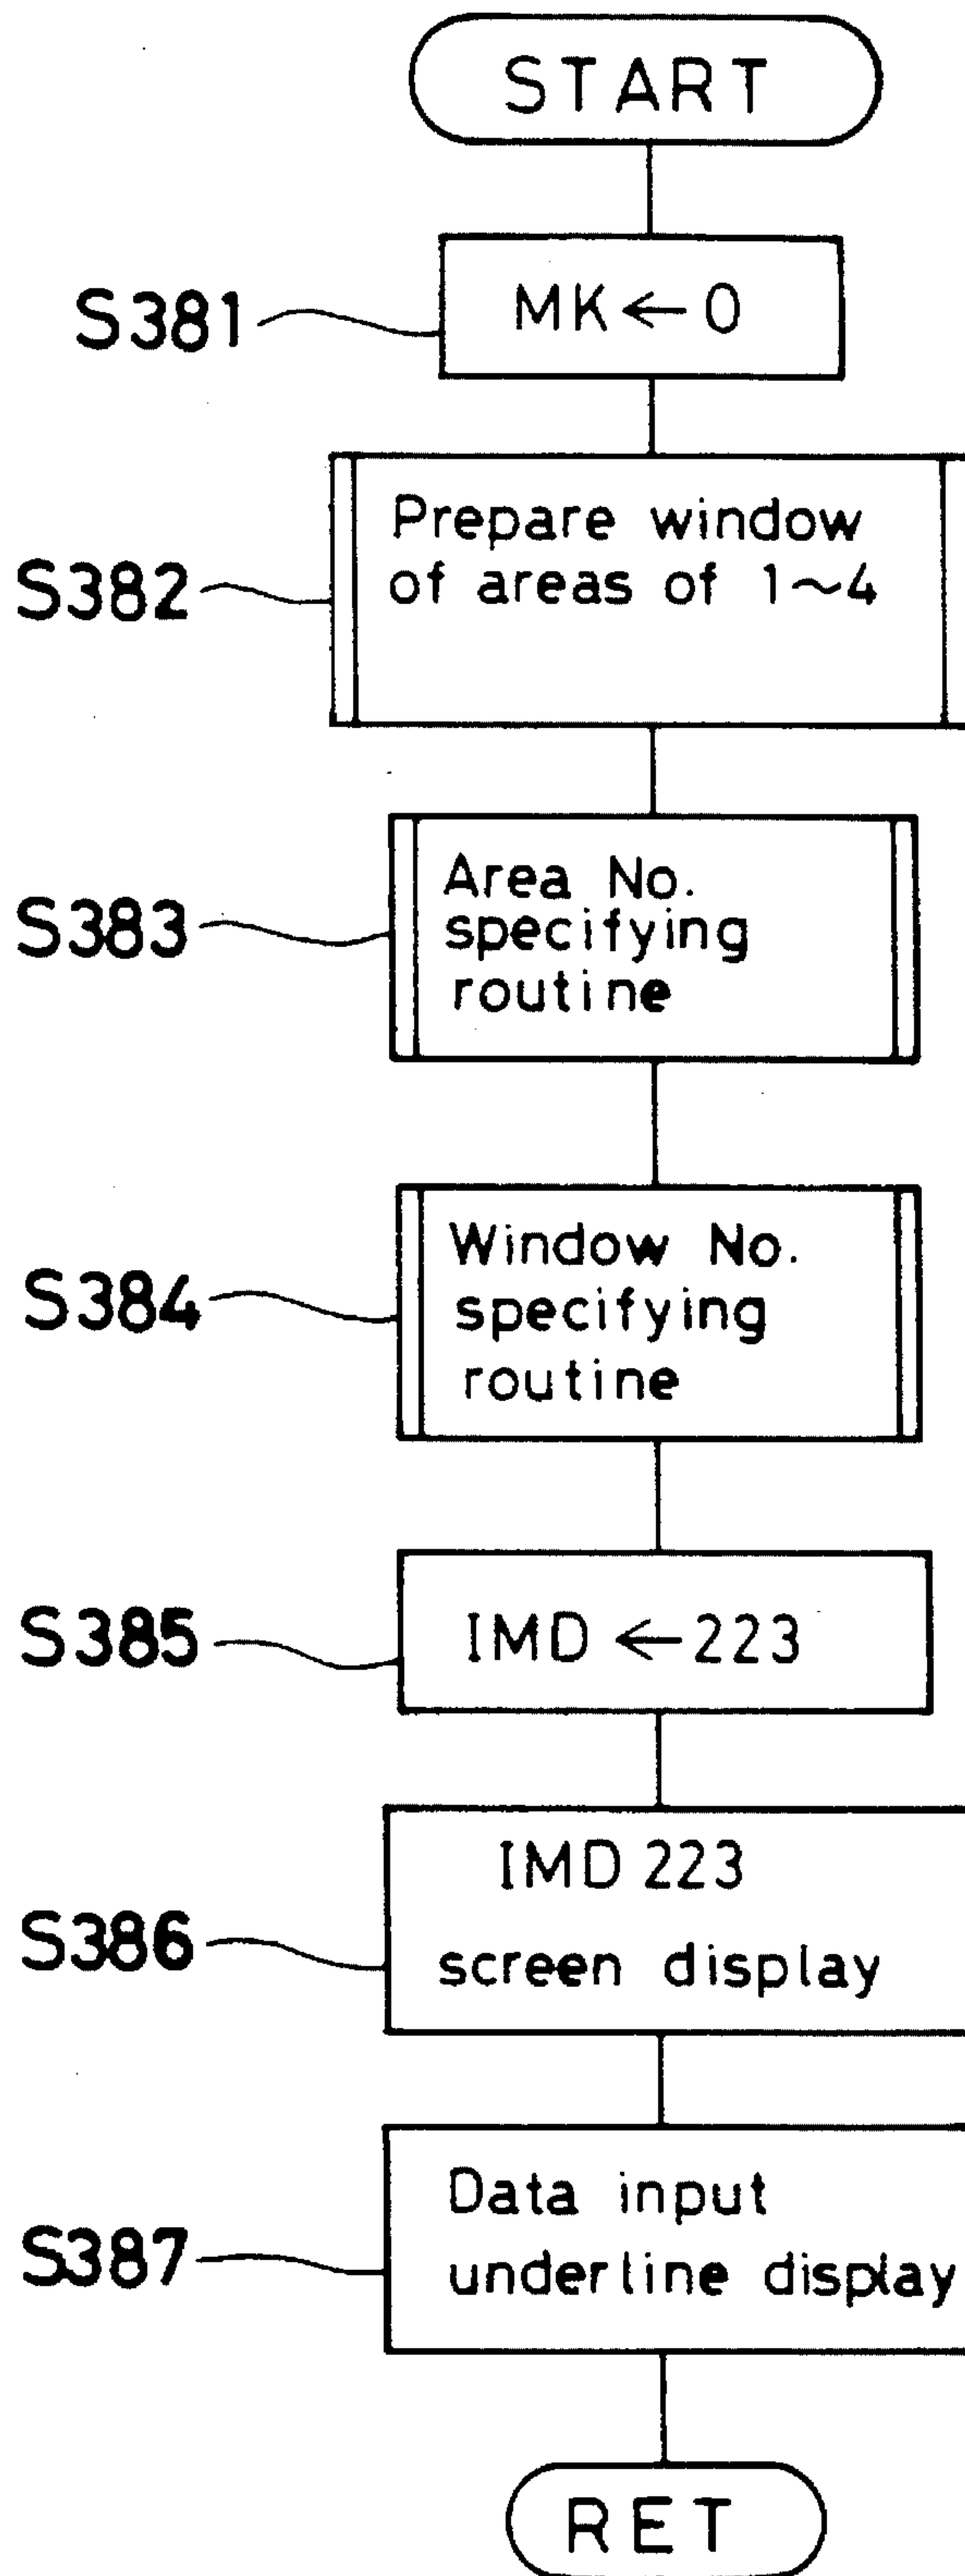 START
S381
MK ← 0
S382
Prepare window
of areas of 1~4
S383
Area No.
specifying
routine
S384
Window No.
specifying
routine
S385
IMD ← 223
S386
IMD 223
screen display
S387
Data input
underline display
RET